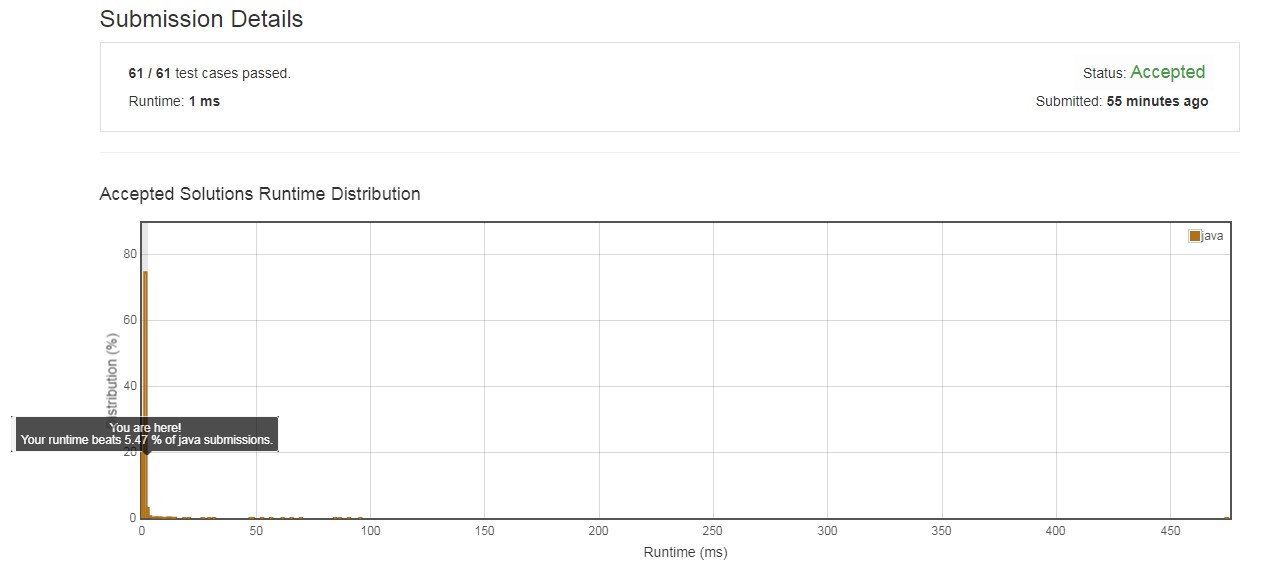 Submission Details
61 / 61 test cases passed.
Status: Accepted
Runtime: 1 ms
Submitted: 55 minutes ago
Accepted Solutions Runtime Distribution
java
80
60
40
20
0
Distribution (%)
You are here!
Your runtime beats 5.47 % of java submissions.
0 50 100 150 200 250 300 350 400 450
Runtime (ms)